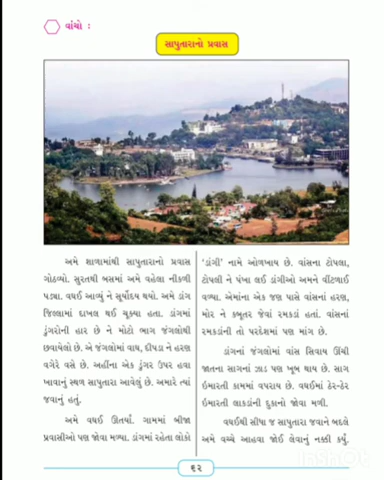 વાંચો :
સાપુતારાનો પ્રવાસ
અમે શાળામાંથી સાપુતારાનો પ્રવાસ
ગોઠવ્યો. સુરતથી બસમાં અમે વહેલા નીકળી
પડ્યા. વઘઈ આવ્યું ને સૂર્યોદય થયો. અમે ડાંગ
જિલ્લામાં દાખલ થઈ ચૂક્યા હતા. ડાંગમાં
ડુંગરોની હાર છે ને મોટો ભાગ જંગલોથી
છવાયેલો છે. એ જંગલોમાં વાઘ, દીપડા ને હરણ
વગેરે વસે છે. અહીંના એક ડુંગર ઉપર હવા
ખાવાનું સ્થળ સાપુતારા આવેલું છે. અમારે ત્યાં
જવાનું હતું.
અમે વઘઈ ઊતર્યા. ગામમાં બીજા
પ્રવાસીઓ પણ જોવા મળ્યા. ડાંગમાં રહેતા લોકો
'ડાંગી' નામે ઓળખાય છે. વાંસના ટોપલા,
ટોપલી ને પંખા લઈ ડાંગીઓ અમને વીંટળાઈ
વળ્યા. એમાંના એક જણ પાસે વાંસનાં હરણ,
મોર ને કબૂતર જેવાં રમકડાં હતાં. વાંસનાં
રમકડાંની તો પરદેશમાં પણ માંગ છે.
ડાંગનાં જંગલોમાં વાંસ સિવાય ઊંચી
જાતના સાગનાં ઝાડ પણ ખૂબ થાય છે. સાગ
ઇમારતી કામમાં વપરાય છે. વઘઈમાં ઠેર-ઠેર
ઇમારતી લાકડાંની દુકાનો જોવા મળી.
વઘઈથી સીધા જ સાપુતારા જવાને બદલે
અમે વચ્ચે આહવા જોઈ લેવાનું નક્કી કર્યું.
૬૨